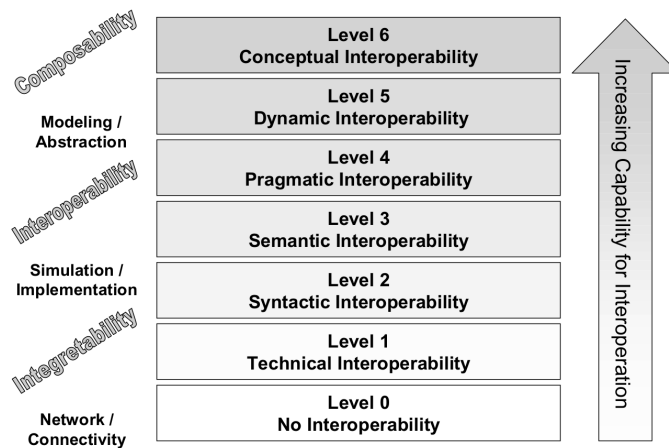 Composability
Level 6
Conceptual Interoperability
Level 5
Dynamic Interoperability
Modeling /
Abstraction
Level 4
Pragmatic Interoperability
Interoperability
Level 3
Semantic Interoperability
Simulation /
Implementation
Level 2
Syntactic Interoperability
Integretability
Level 1
Technical Interoperability
Network /
Connectivity
Level 0
No Interoperability
Increasing Capability for Interoperation